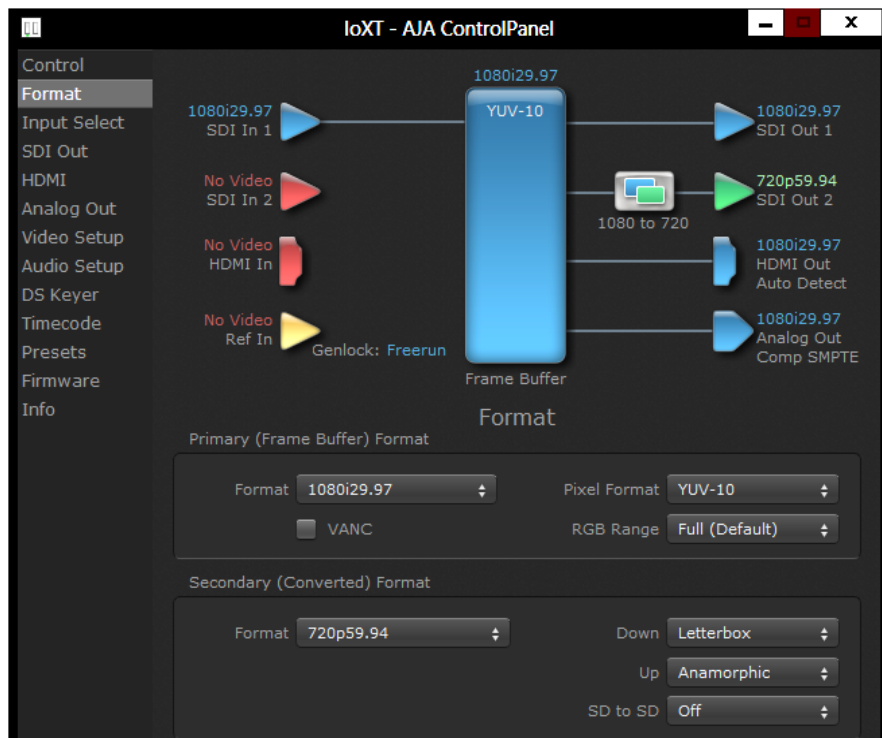 IoXT - AJA ControlPanel
Control
Format
Input Select
SDI Out
HDMI
Analog Out
Video Setup
Audio Setup
DS Keyer
Timecode
Presets
Firmware
Info
1080i29.97
YUV-10
1080i29.97
SDI In 1
No Video
SDI In 2
No Video
HDMI In
No Video
Ref In
Genlock: Freerun
Frame Buffer
1080 to 720
1080i29.97
SDI Out 1
720p59.94
SDI Out 2
1080i29.97
HDMI Out
Auto Detect
1080i29.97
Analog Out
Comp SMPTE
Format
Primary (Frame Buffer) Format
Format 1080i29.97
Pixel Format YUV-10
VANC
RGB Range Full (Default)
Secondary (Converted) Format
Format 720p59.94
Down Letterbox
Up Anamorphic
SD to SD Off